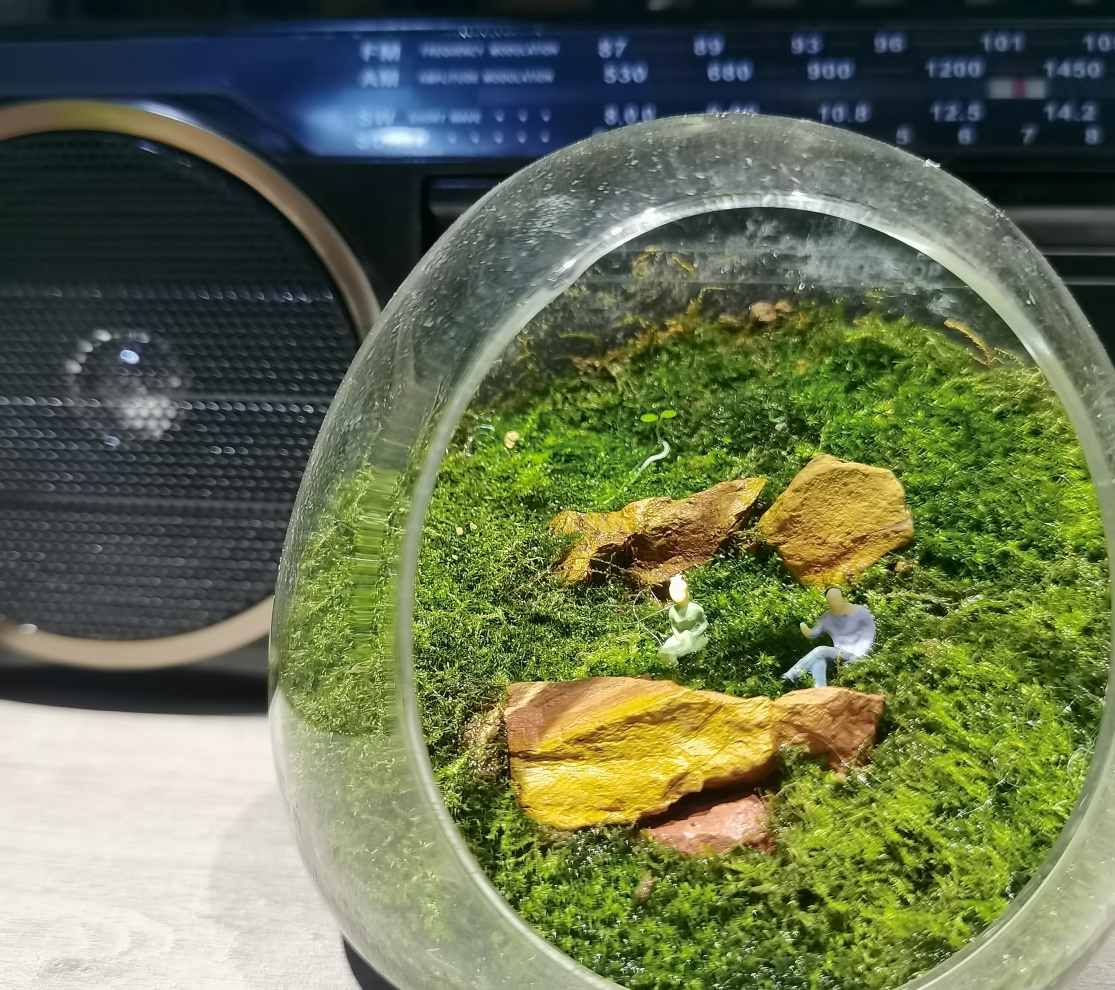 FM FREQUENCY MODULATION 87 89 93 96 101 10
AM AMPLITUDE MODULATION 530 680 900 1200 1450
SW 10.8 12.5 14.2
5 6 7 8